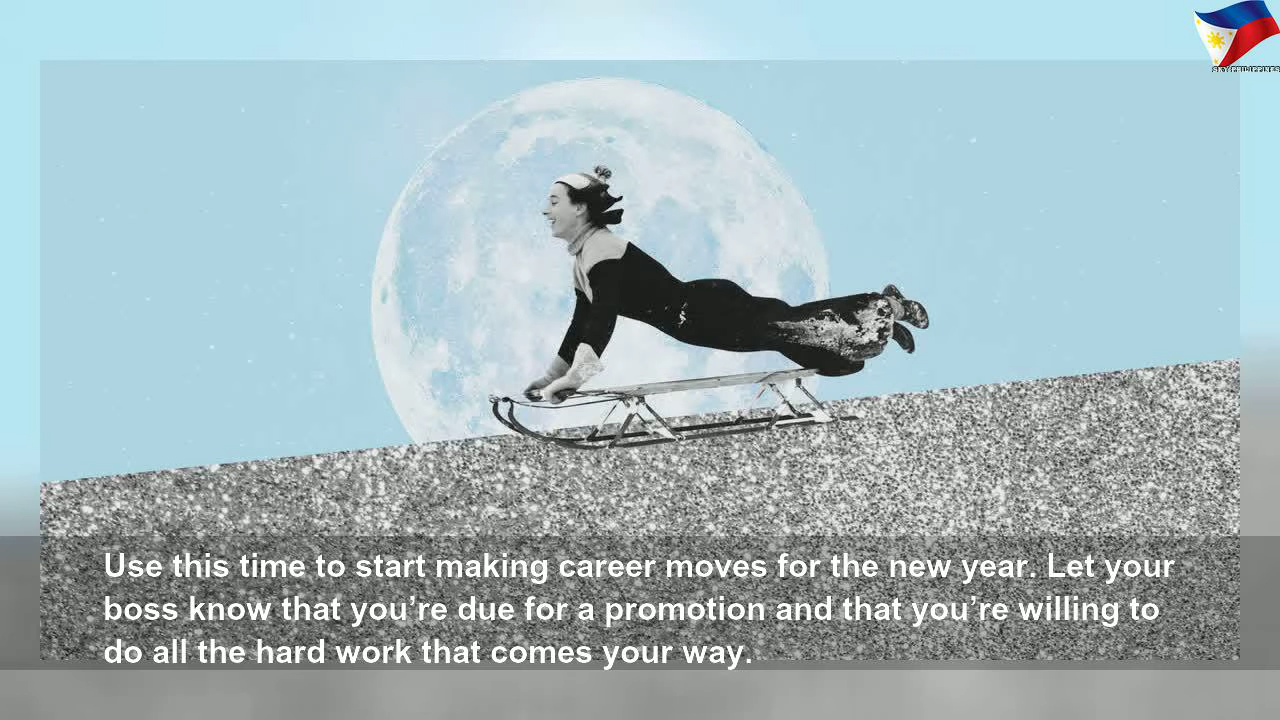 SKYPHILIPPINES
Use this time to start making career moves for the new year. Let your
boss know that you’re due for a promotion and that you’re willing to
do all the hard work that comes your way.